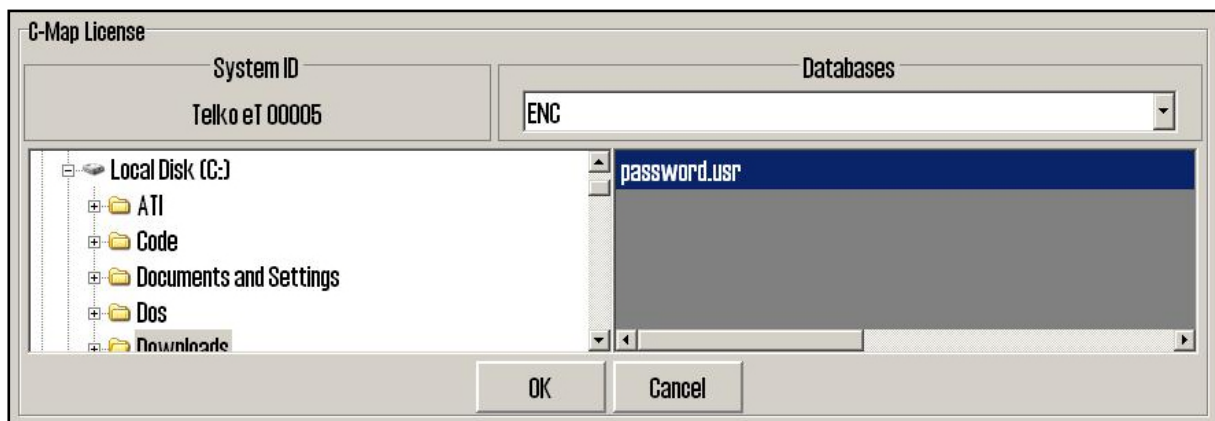 C-Map License
System ID
Telko eT 00005
Databases
ENC
Local Disk (C:)
ATI
Code
Documents and Settings
Dos
Downloads
password.usr
OK
Cancel